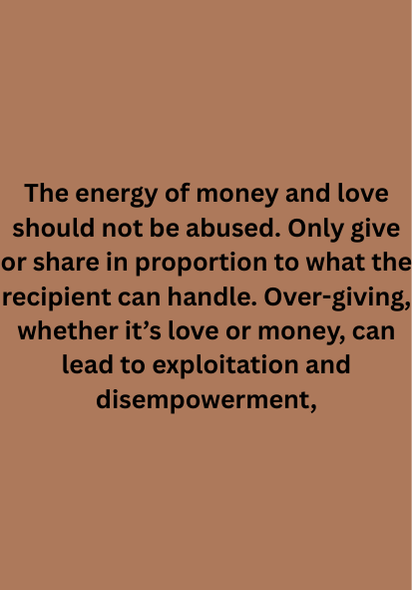 The energy of money and love
should not be abused. Only give
or share in proportion to what the
recipient can handle. Over-giving,
whether it’s love or money, can
lead to exploitation and
disempowerment,